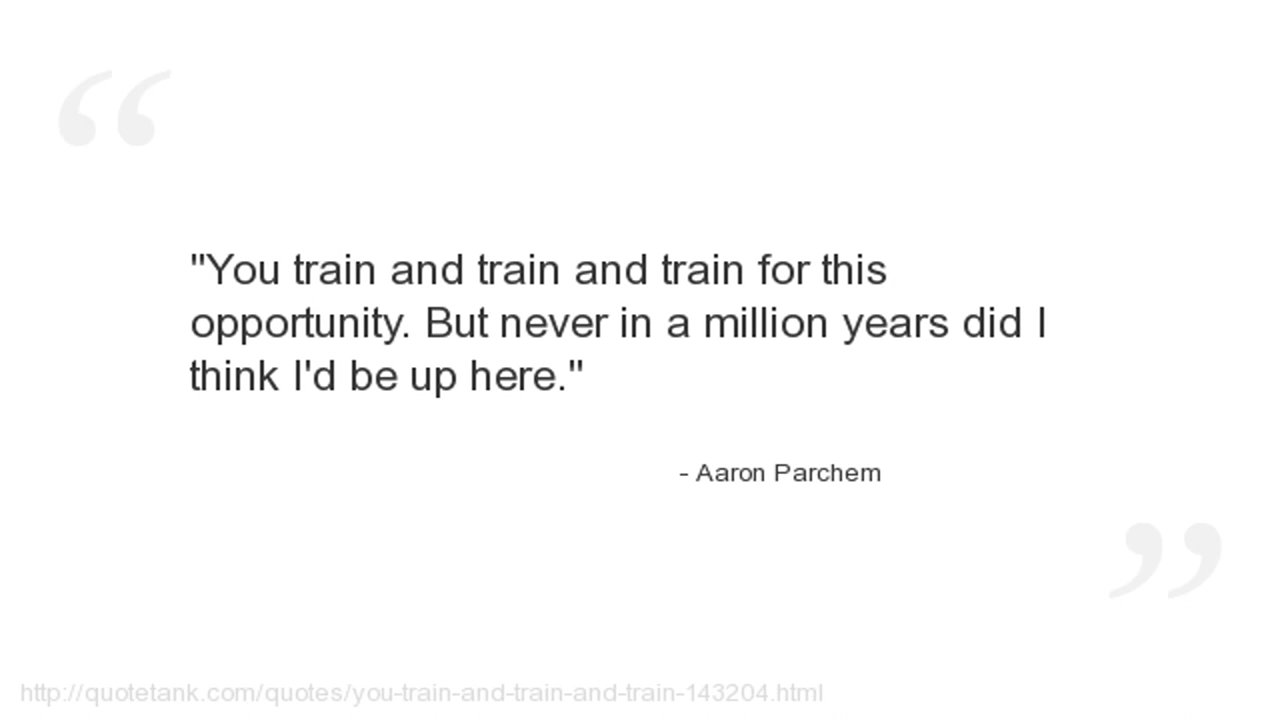 "You train and train and train for this
opportunity. But never in a million years did I
think I'd be up here."
- Aaron Parchem
http://quotetank.com/quotes/you-train-and-train-and-train-143204.html